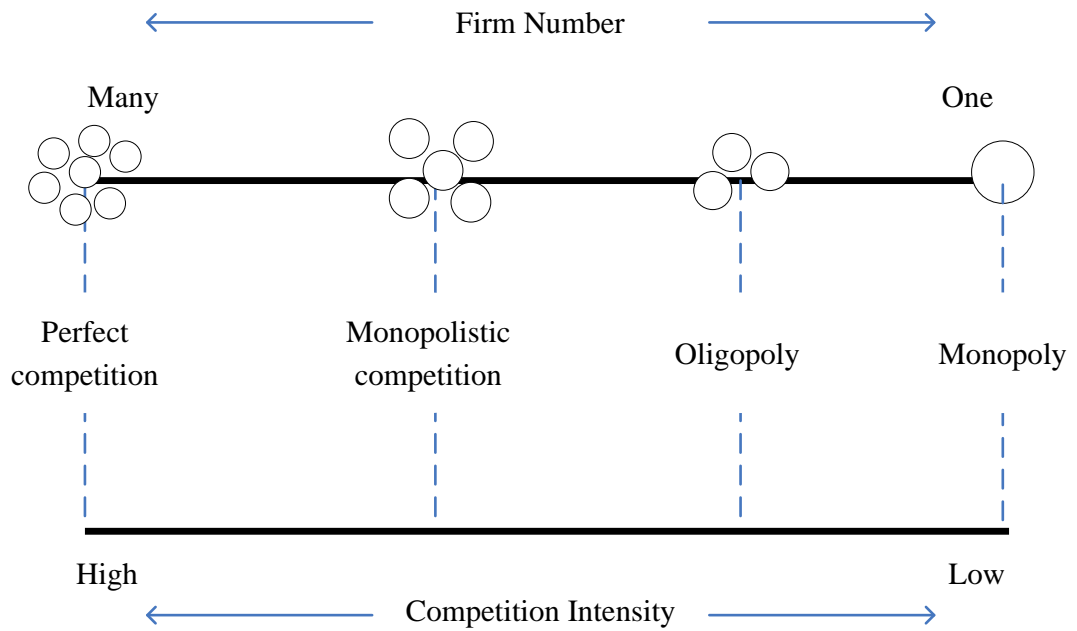 Firm Number
Many
One
Perfect
competition
Monopolistic
competition
Oligopoly
Monopoly
High
Low
Competition Intensity